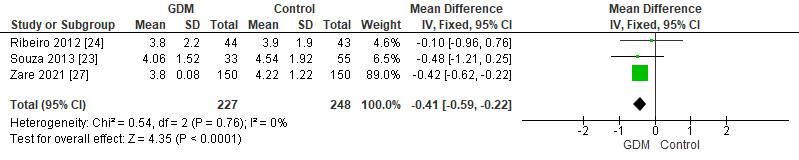 GDM Control Mean Difference Mean Difference
Study or Subgroup Mean SD Total Mean SD Total Weight IV, Fixed, 95% CI IV, Fixed, 95% CI
Ribeiro 2012 [24] 3.8 2.2 44 3.9 1.9 43 4.6% -0.10 (-0.96, 0.76)
Souza 2013 [23] 4.06 1.52 33 4.54 1.92 55 6.5% -0.48 (-1.21, 0.25)
Zare 2021 [27] 3.8 0.08 150 4.22 1.22 150 89.0% -0.42 (-0.62, -0.22)
Total (95% CI) 227 248 100.0% -0.41 (-0.59, -0.22)
Heterogeneity: Chi² = 0.54, df = 2 (P = 0.76); I² = 0%
Test for overall effect: Z = 4.35 (P < 0.0001)
-2 -1 0 1 2
GDM Control